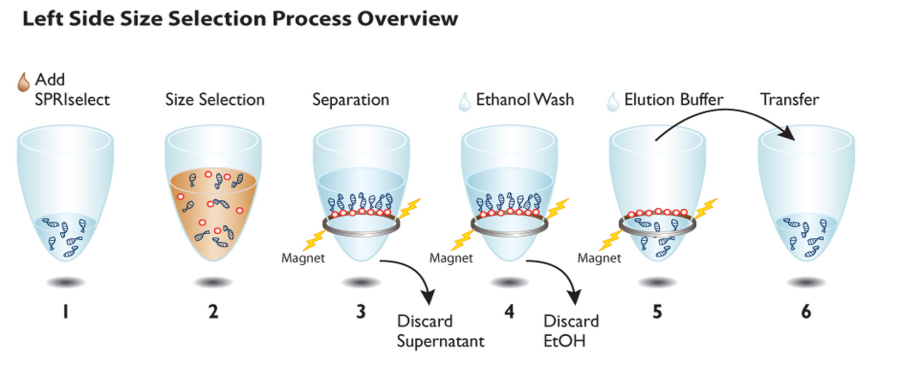 Left Side Size Selection Process Overview
Add
SPRIselect
Size Selection
Separation
Ethanol Wash
Elution Buffer
Transfer
Magnet
Magnet
Magnet
1
2
3
4
5
6
Discard
Supernatant
Discard
EtOH